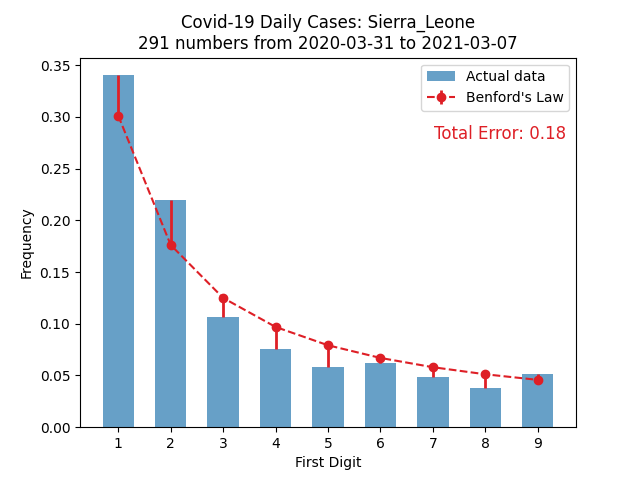 Covid-19 Daily Cases: Sierra_Leone
291 numbers from 2020-03-31 to 2021-03-07
Actual data
Benford's Law
Total Error: 0.18
Frequency
0.35
0.30
0.25
0.20
0.15
0.10
0.05
0.00
1 2 3 4 5 6 7 8 9
First Digit